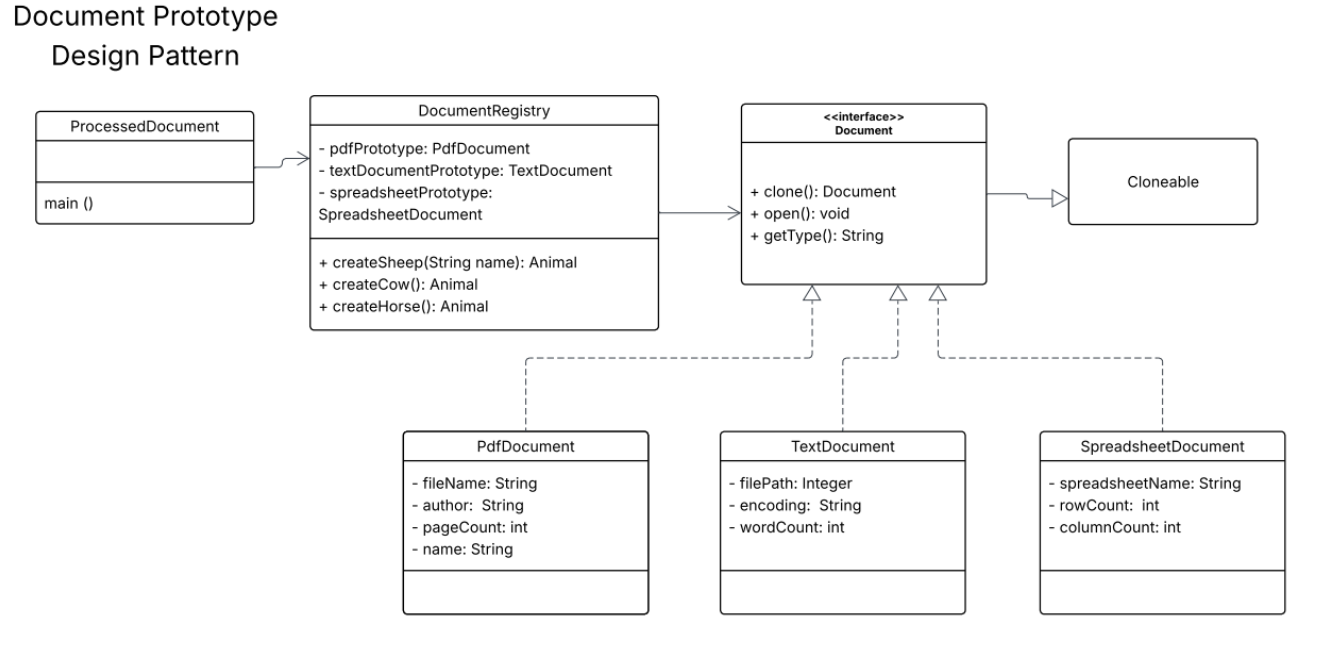 Document Prototype
Design Pattern
ProcessedDocument
main ()
DocumentRegistry
- pdfPrototype: PdfDocument
- textDocumentPrototype: TextDocument
- spreadsheetPrototype:
SpreadsheetDocument
+ createSheep(String name): Animal
+ createCow(): Animal
+ createHorse(): Animal
<<interface>>
Document
+ clone(): Document
+ open(): void
+ getType(): String
Cloneable
PdfDocument
- fileName: String
- author:  String
- pageCount: int
- name: String
TextDocument
- filePath: Integer
- encoding:  String
- wordCount: int
SpreadsheetDocument
- spreadsheetName: String
- rowCount:  int
- columnCount: int